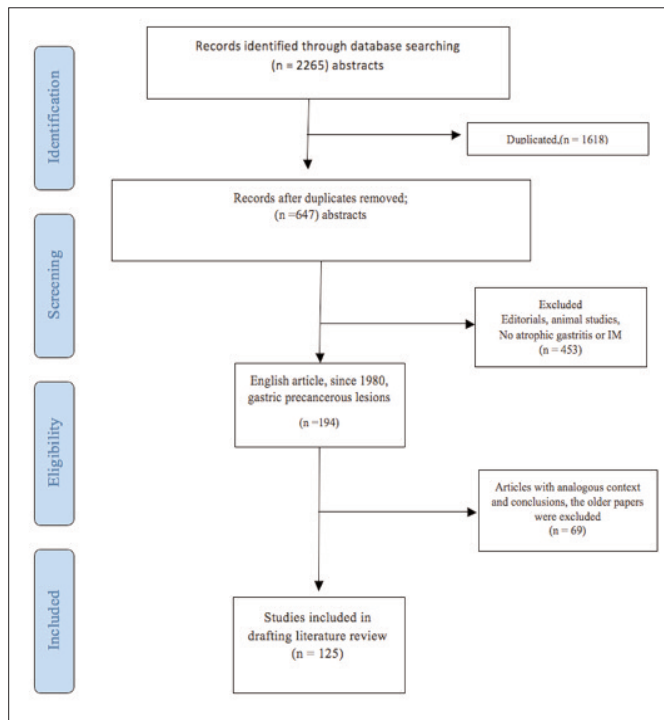 Identification
Records identified through database searching
(n = 2265) abstracts
Duplicated,(n = 1618)
Records after duplicates removed;
(n =647) abstracts
Screening
Excluded
Editorials, animal studies,
No atrophic gastritis or IM
(n = 453)
English article, since 1980,
gastric precancerous lesions
(n =194)
Eligibility
Articles with analogous context
and conclusions, the older papers
were excluded
(n = 69)
Included
Studies included in
drafting literature review
(n = 125)